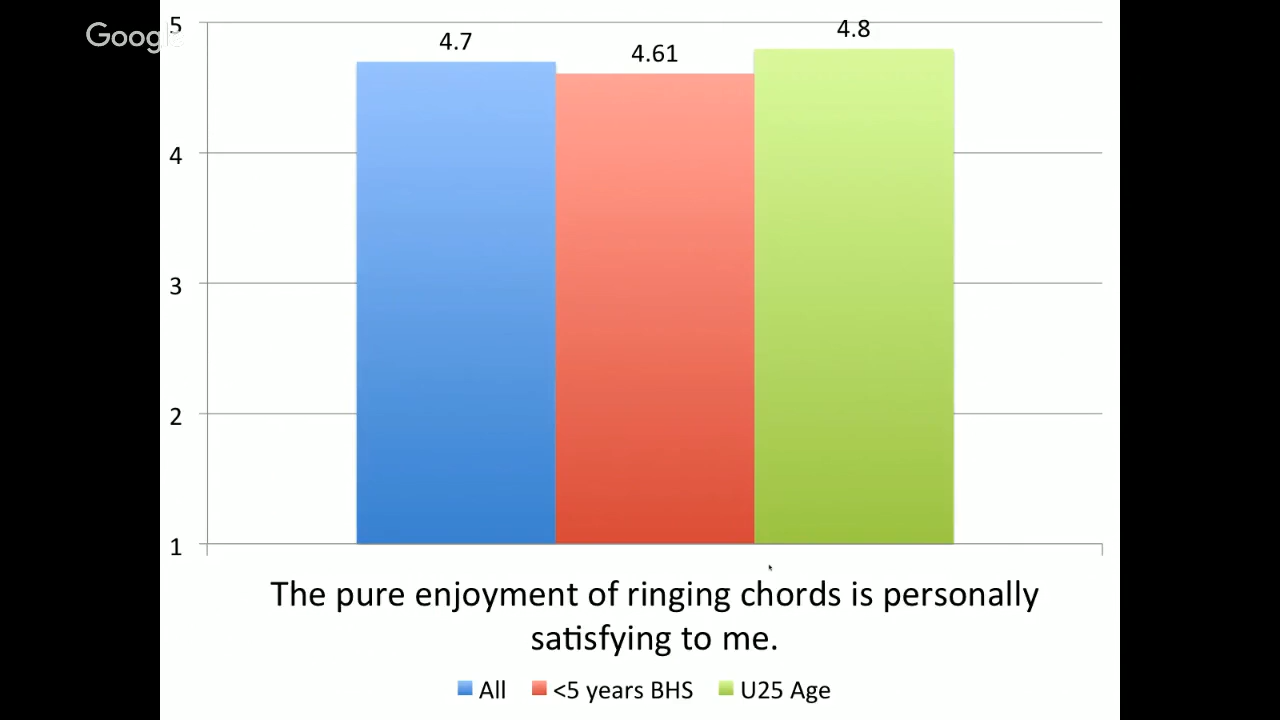 Google
5
4.7
4.61
4.8
4
3
2
1
The pure enjoyment of ringing chords is personally
satisfying to me.
All
<5 years BHS
U25 Age